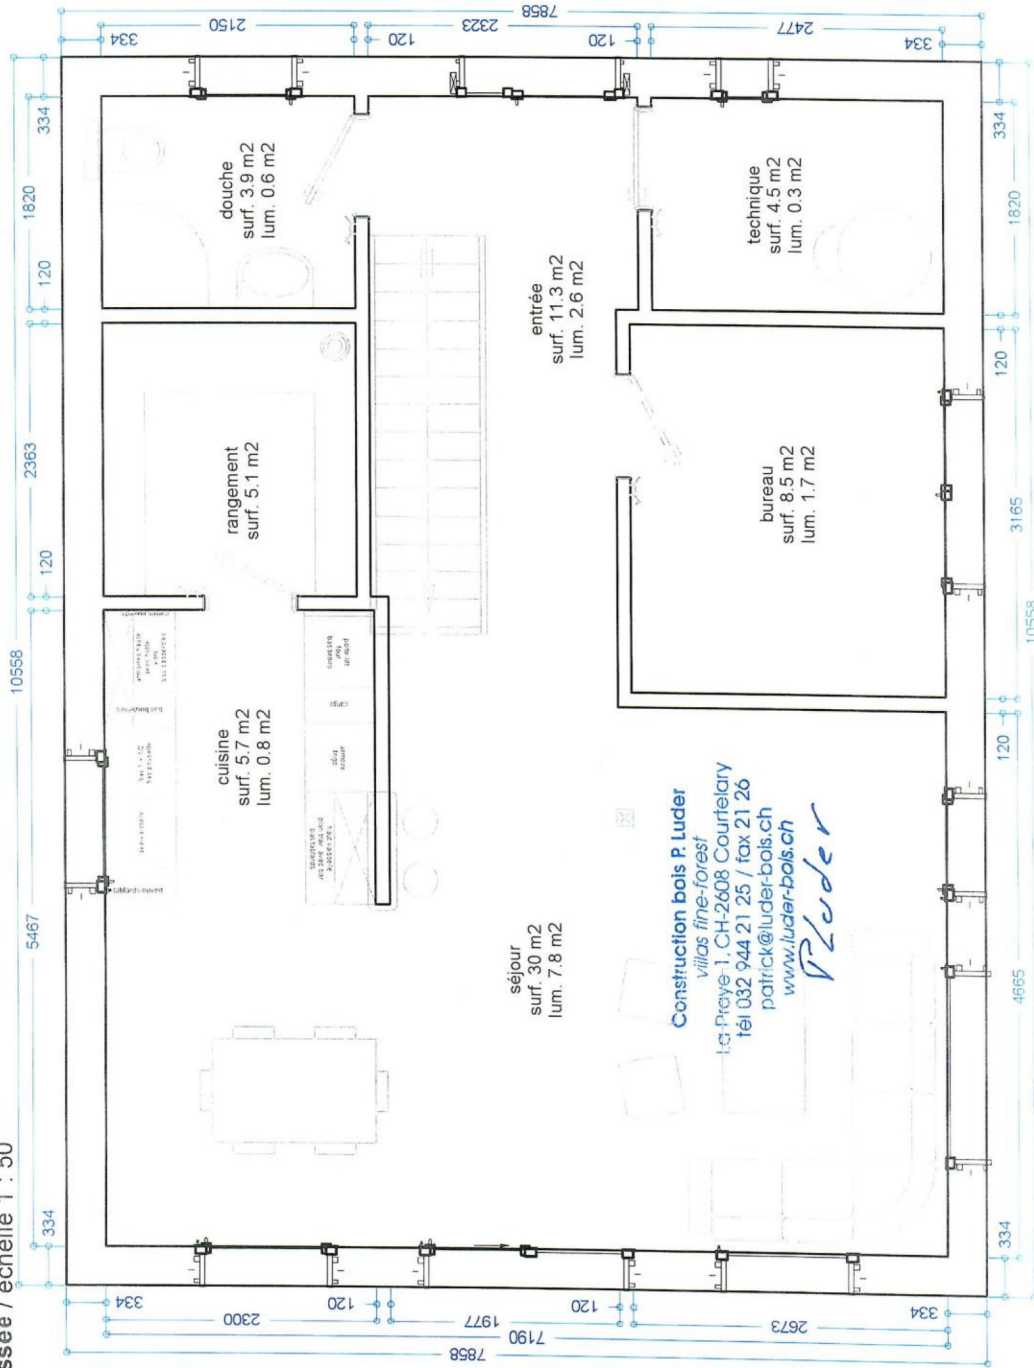 ssée / échelle 1 : 50
10558
5467
120
2363
120
1820
334
334
7858
334
2150
120
2323
120
2477
334
douche
surf. 3.9 m2
lum. 0.6 m2
rangement
surf. 5.1 m2
cuisine
surf. 5.7 m2
lum. 0.8 m2
tablards ouvert
cargo
entrée
surf. 11.3 m2
lum. 2.6 m2
technique
surf. 4.5 m2
lum. 0.3 m2
bureau
surf. 8.5 m2
lum. 1.7 m2
séjour
surf. 30 m2
lum. 7.8 m2
Construction bois P. Luder
villas fine-forest
La Praye 1, CH-2608 Courtelary
tél 032 944 21 25 / fax 21 26
patrick@luder-bols.ch
www.luder-bols.ch
P Luder
334
2300
120
1977
120
2673
334
7190
7858
334
4665
120
3165
120
1820
334
10558